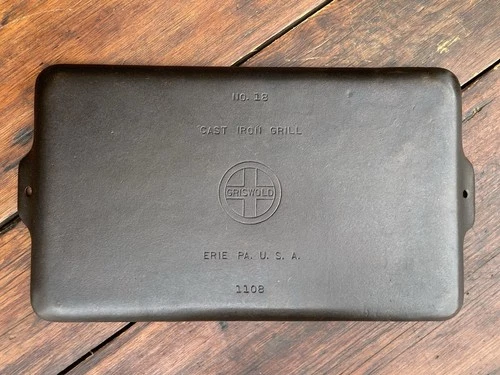 NO. 18
CAST IRON GRILL
GRISWOLD
ERIE PA. U. S. A.
1108